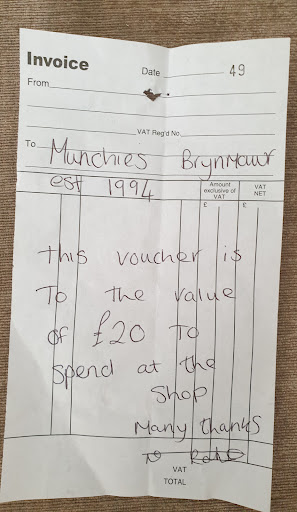 Invoice
Date 49
From
VAT Reg'd No.
To Munchies Brynmawr
est 1994
Amount exclusive of VAT
VAT NET
£ £
this voucher is
To the value
of £20 To
spend at the
shop
Many thanks
VAT
TOTAL